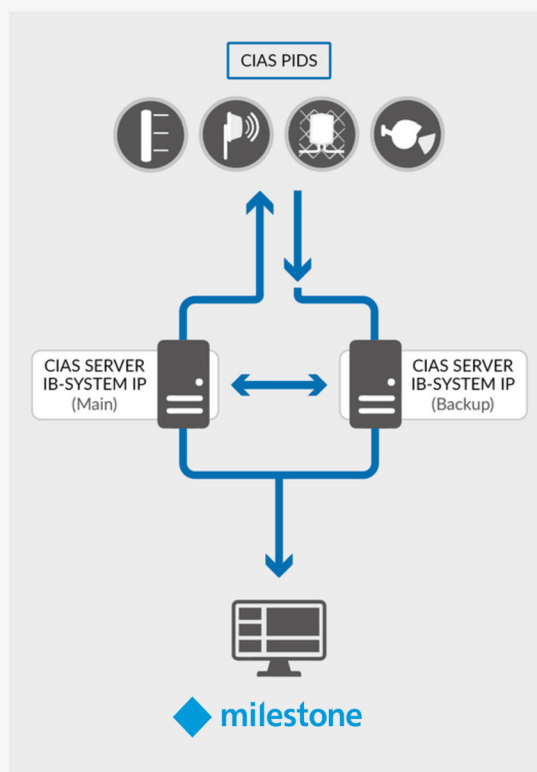 CIAS PIDS
CIAS SERVER
IB-SYSTEM IP
(Main)
CIAS SERVER
IB-SYSTEM IP
(Backup)
milestone